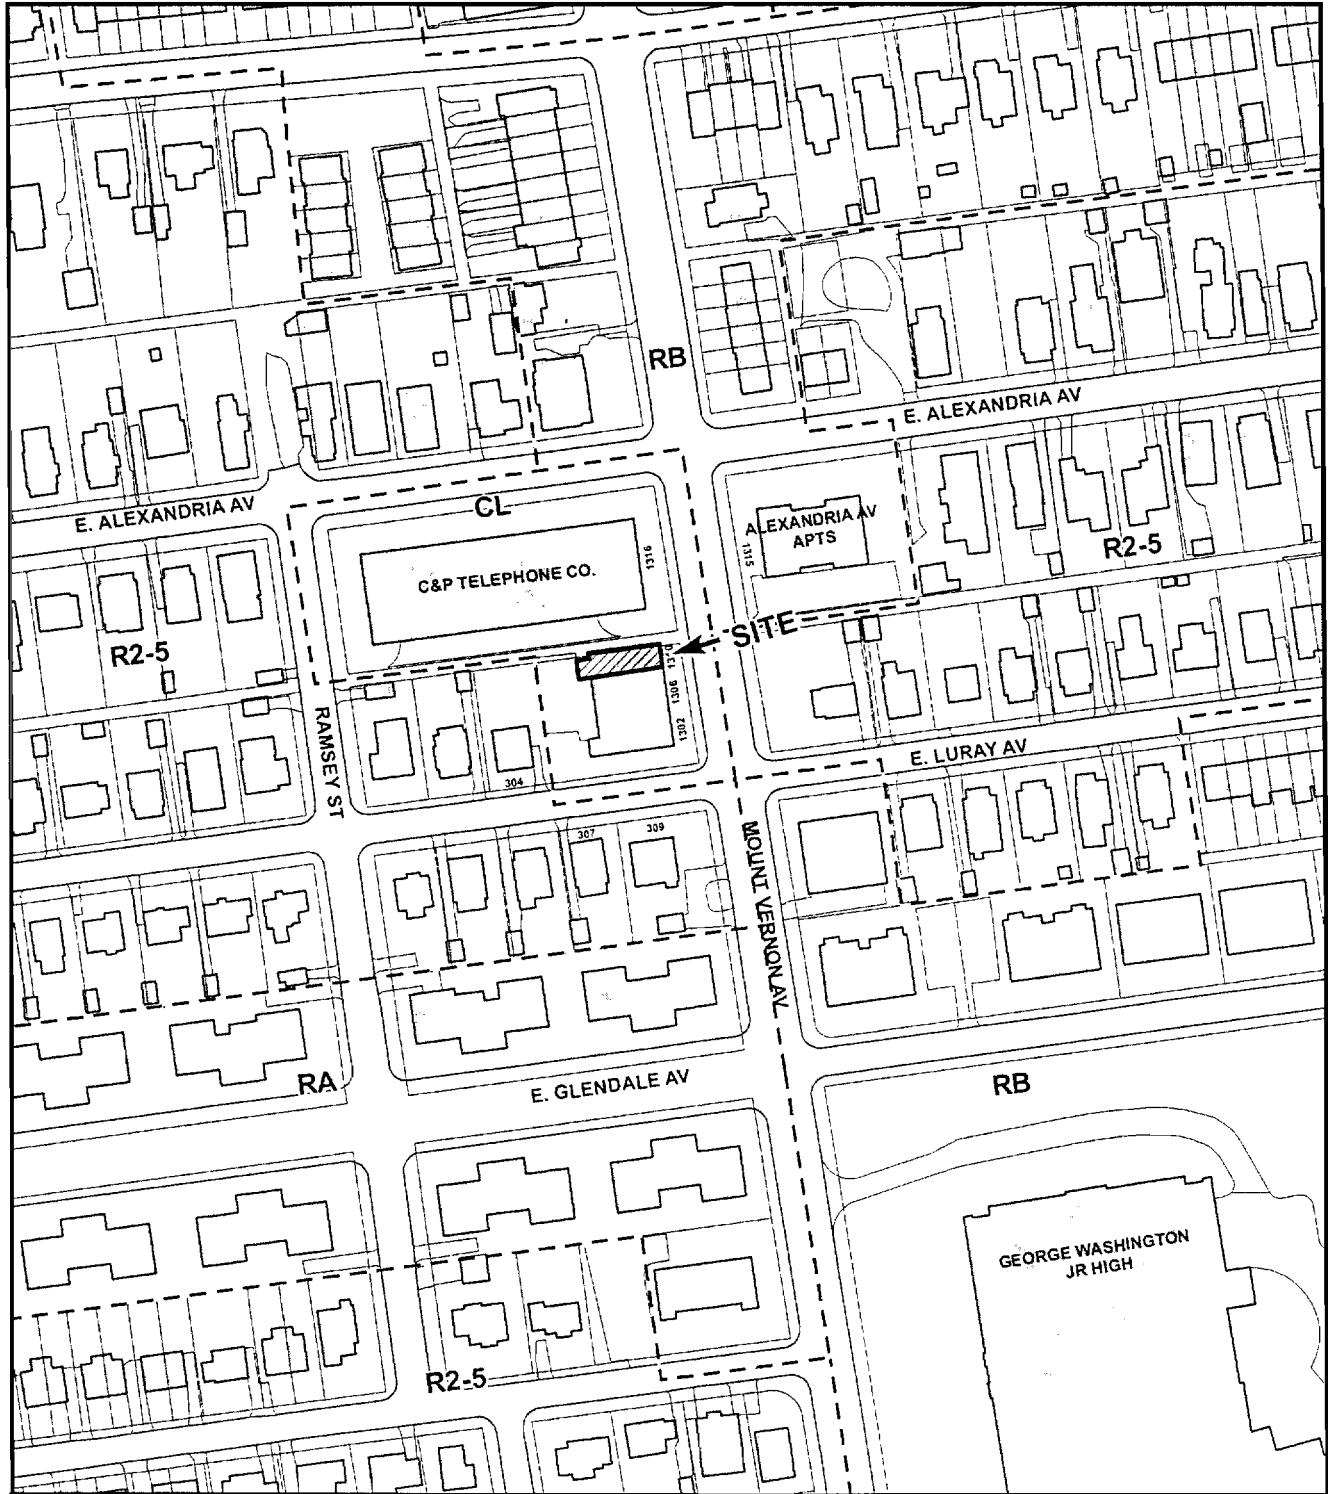 RB
E. ALEXANDRIA AV
E. ALEXANDRIA AV
CL
ALEXANDRIA AV
APTS
1315
1316
C&P TELEPHONE CO.
R2-5
R2-5
SITE
1310
1306
1302
RAMSEY ST
304
E. LURAY AV
307
309
MOUNT VERNON AV
RA
E. GLENDALE AV
RB
GEORGE WASHINGTON
JR HIGH
R2-5